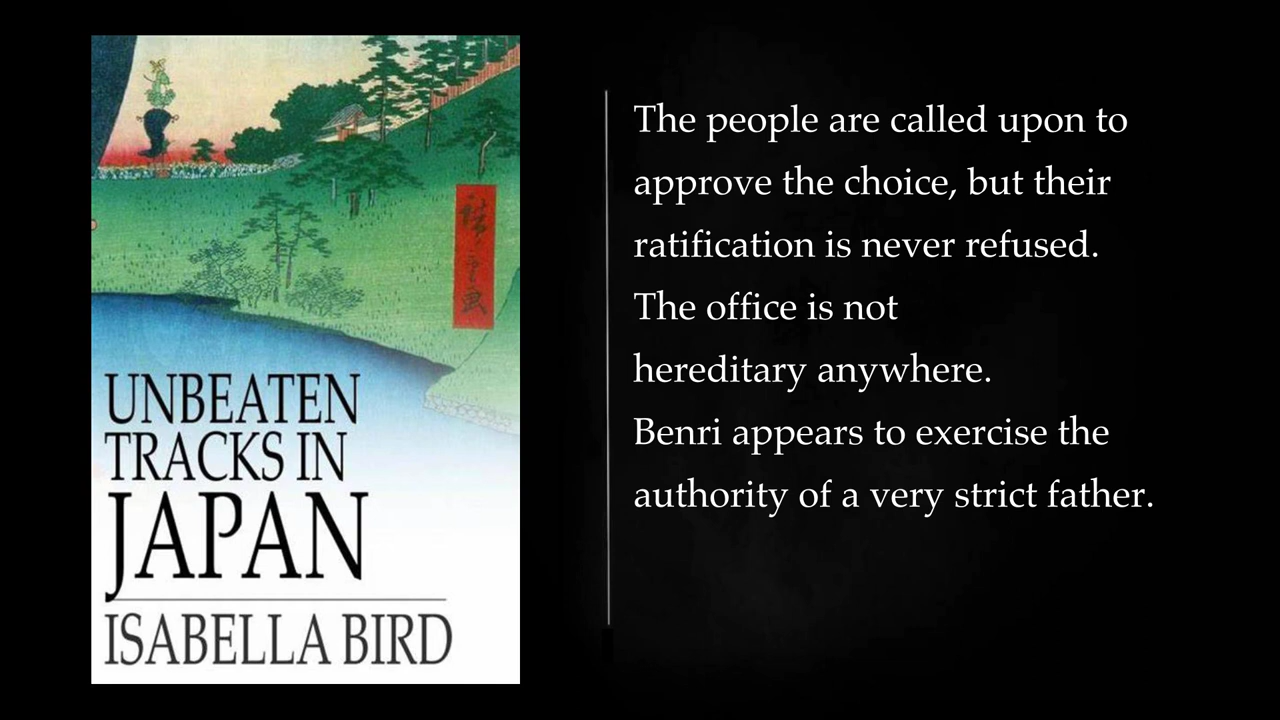 UNBEATEN
TRACKS IN
JAPAN
ISABELLA BIRD
The people are called upon to
approve the choice, but their
ratification is never refused.
The office is not
hereditary anywhere.
Benri appears to exercise the
authority of a very strict father.